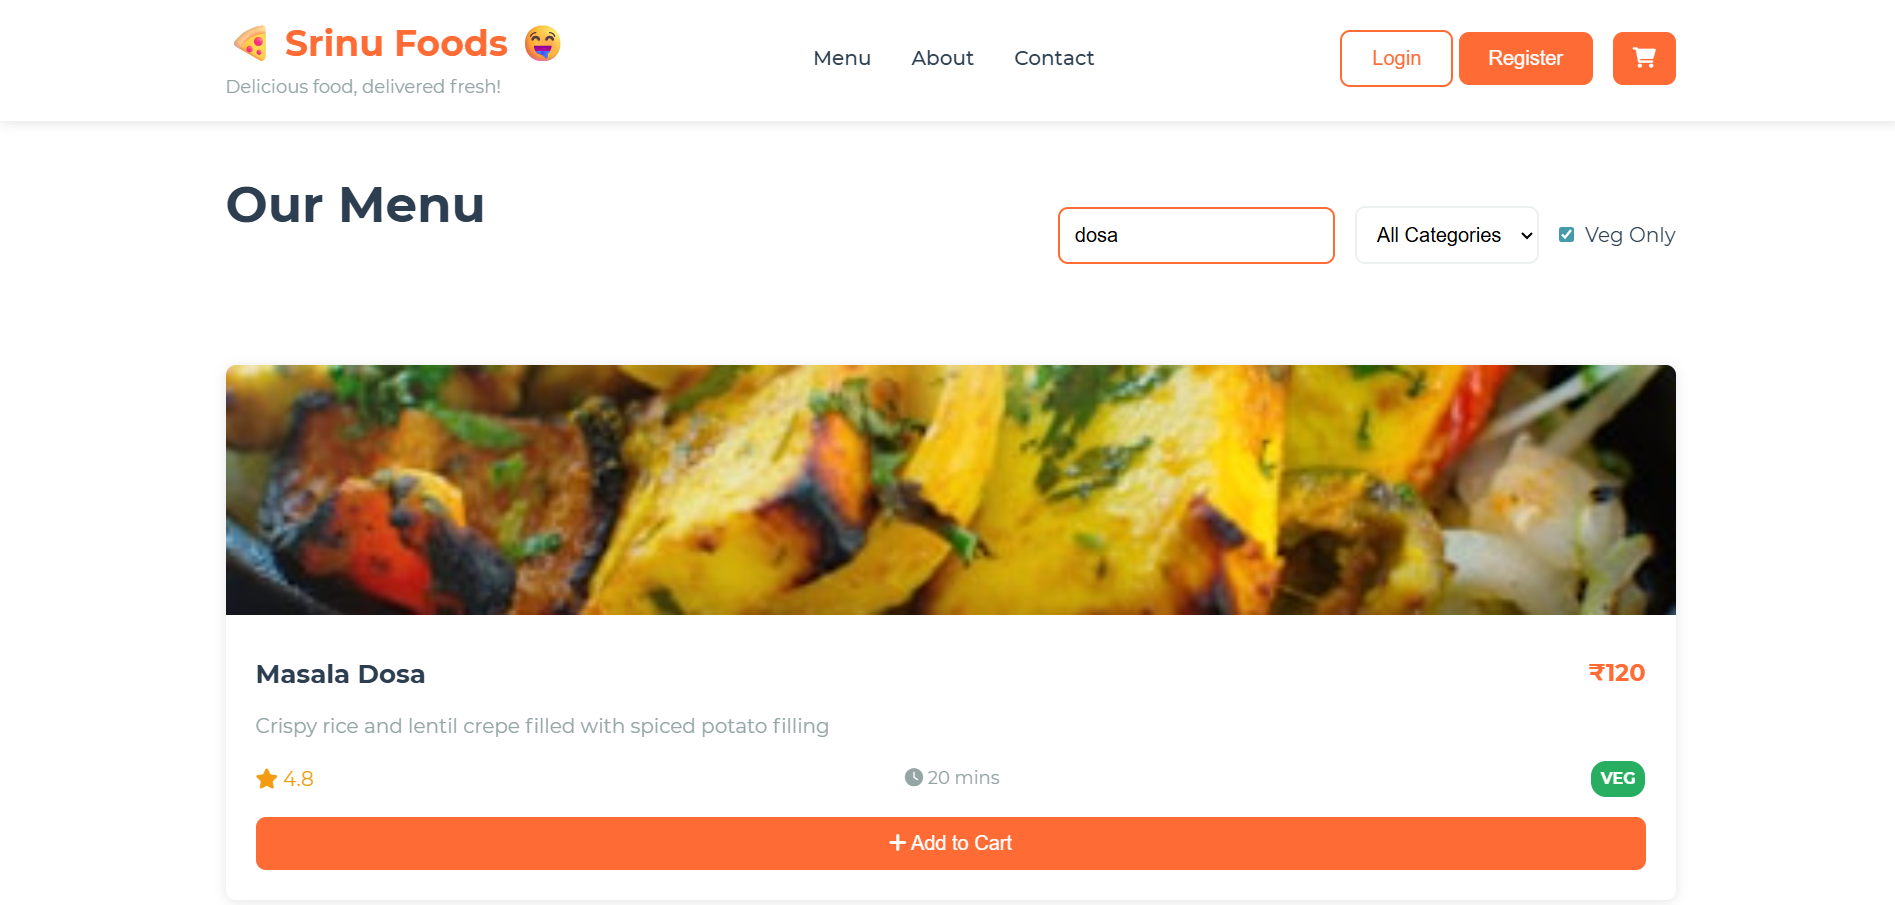 Srinu Foods
Delicious food, delivered fresh!
Menu
About
Contact
Login
Register
Our Menu
dosa
All Categories
Veg Only
Masala Dosa
₹120
Crispy rice and lentil crepe filled with spiced potato filling
4.8
20 mins
VEG
+ Add to Cart